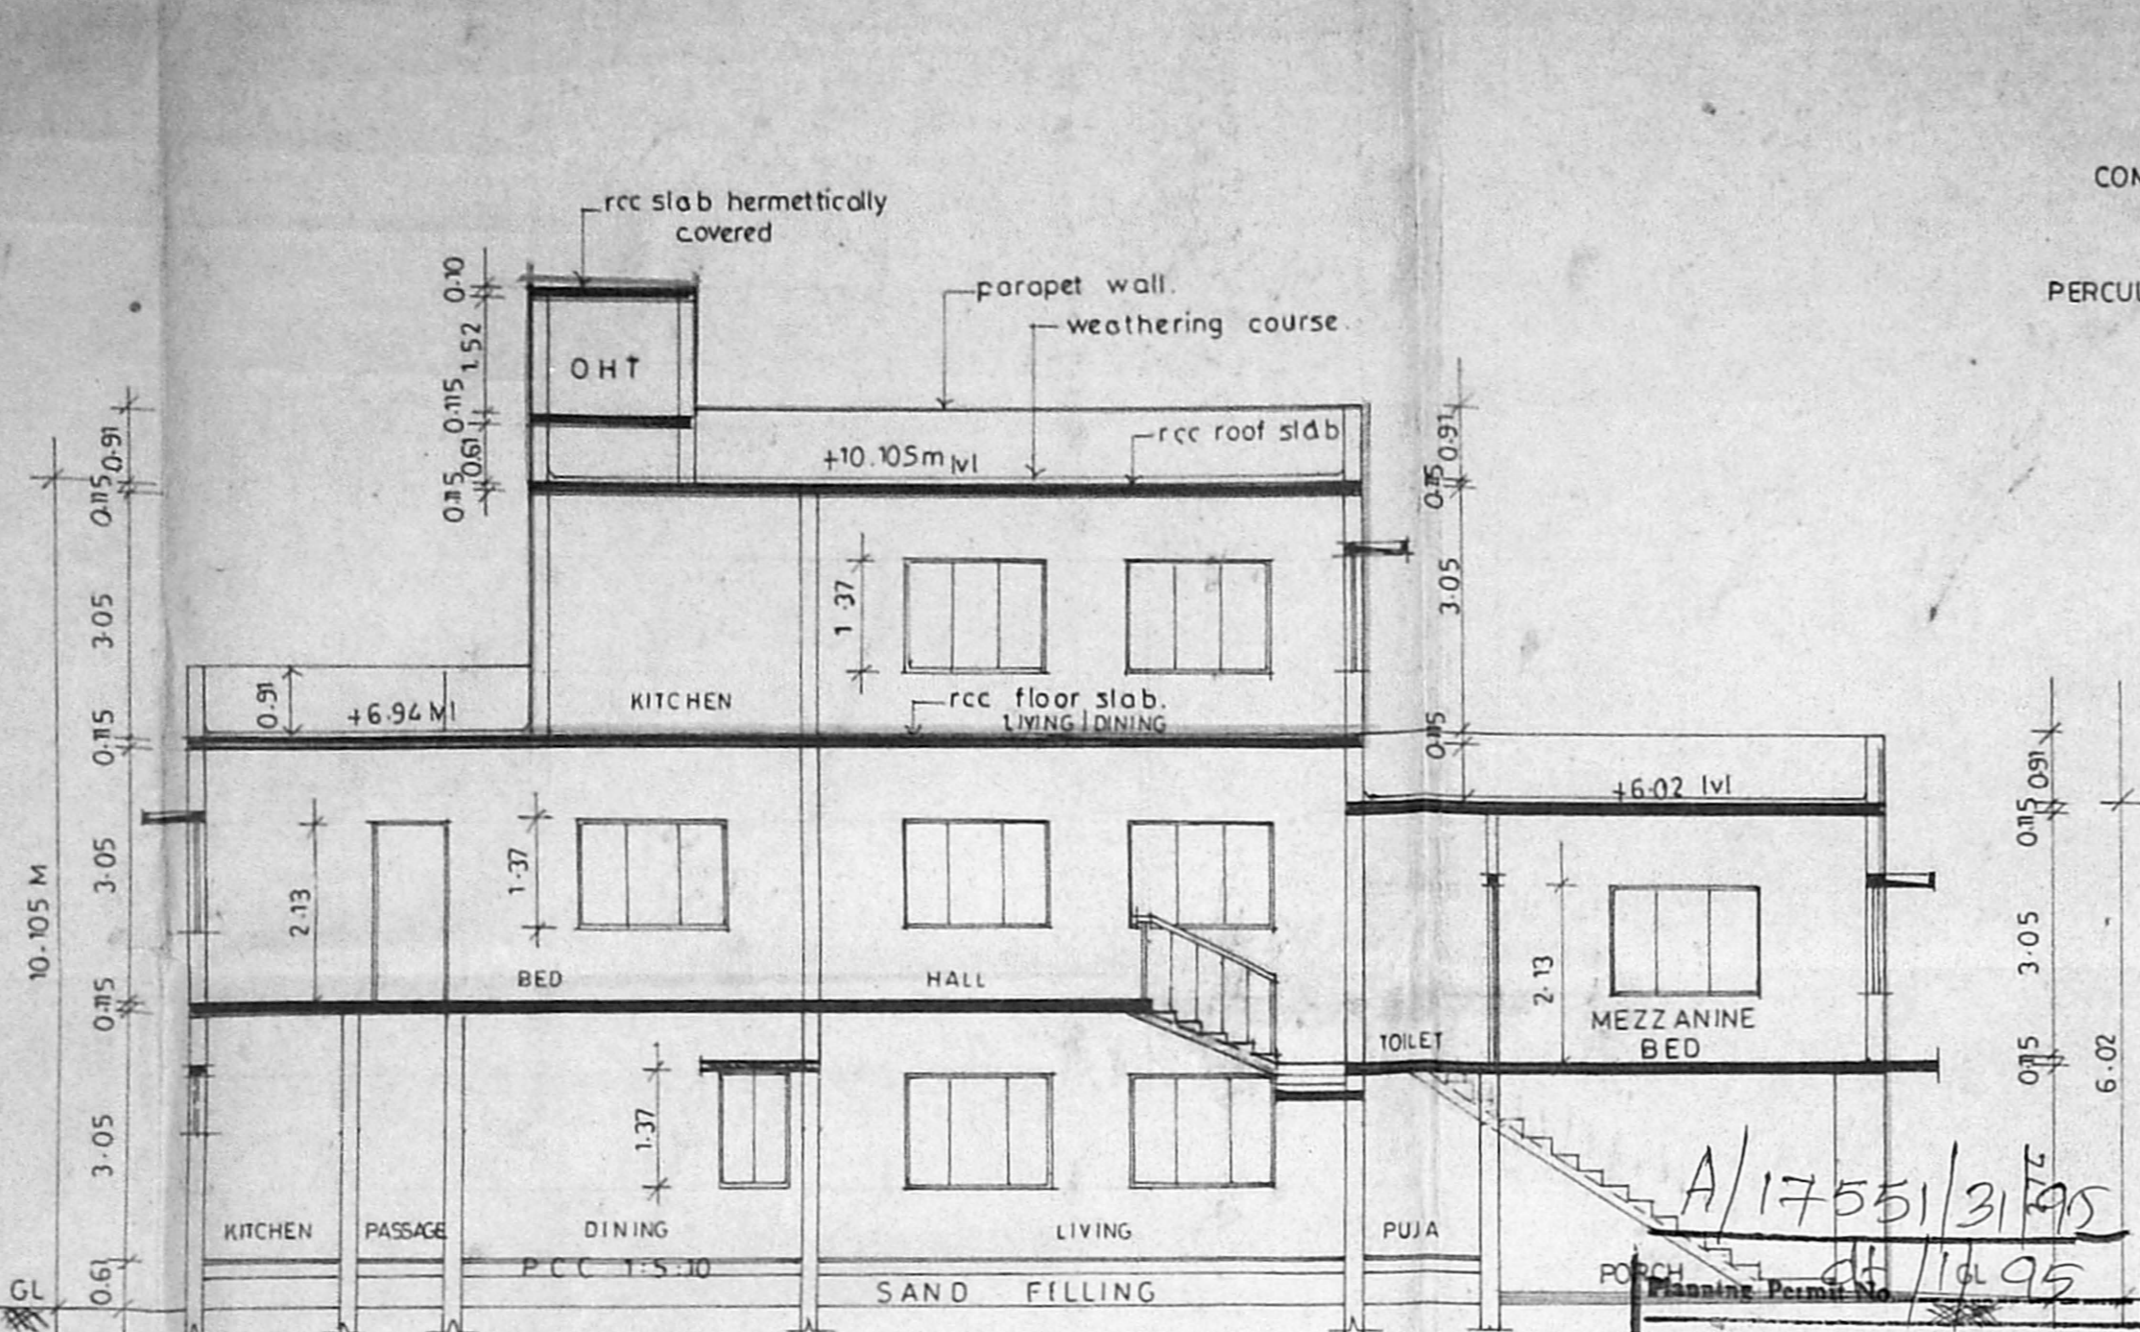 CON
PERCUL
rcc slab hermettically
covered
parapet wall.
weathering course.
0.10
1.52
0.115
0.61
0.115
OHT
rcc roof slab
+10.105m lvl
0.91
0.115
3.05
0.115
3.05
0.115
3.05
0.61
10.105 M
GL
0.91
0.115
3.05
0.115
1.37
KITCHEN
rcc floor slab.
LIVING | DINING
0.91
+6.94 Ml
+6.02 lvl
2.13
1.37
BED
HALL
TOILET
2.13
MEZZANINE
BED
0.91
0.115
3.05
0.115
6.02
1.37
KITCHEN
PASSAGE
DINING
LIVING
PUJA
PORCH
P C C 1:5:10
SAND FILLING
A/17551/31/95
GL
95
Planning Permit No.